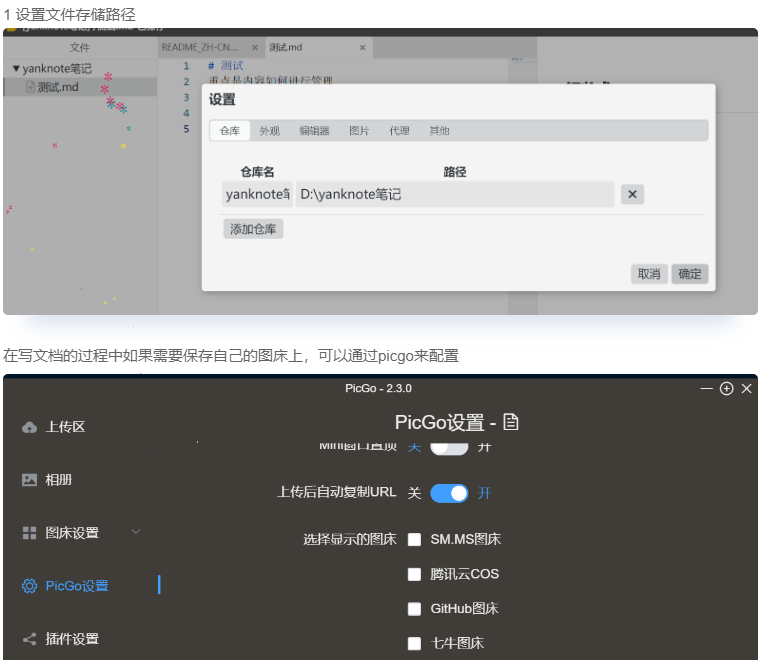 1 设置文件存储路径
文件
README_ZH-CN.... ×
测试.md ×
yanknote笔记
测试.md
1 # 测试
2 重点是内容如何进行管理
3
4
5
设置
仓库 外观 编辑器 图片 代理 其他
仓库名 路径
yanknote笔 D:\yanknote笔记 ×
添加仓库
取消 确定
在写文档的过程中如果需要保存自己的图床上，可以通过picgo来配置
PicGo - 2.3.0
PicGo设置 -
上传区
相册
图床设置
PicGo设置
插件设置
Mini窗口置顶 关 开
上传后自动复制URL 关 开
选择显示的图床 SM.MS图床
腾讯云COS
GitHub图床
七牛图床